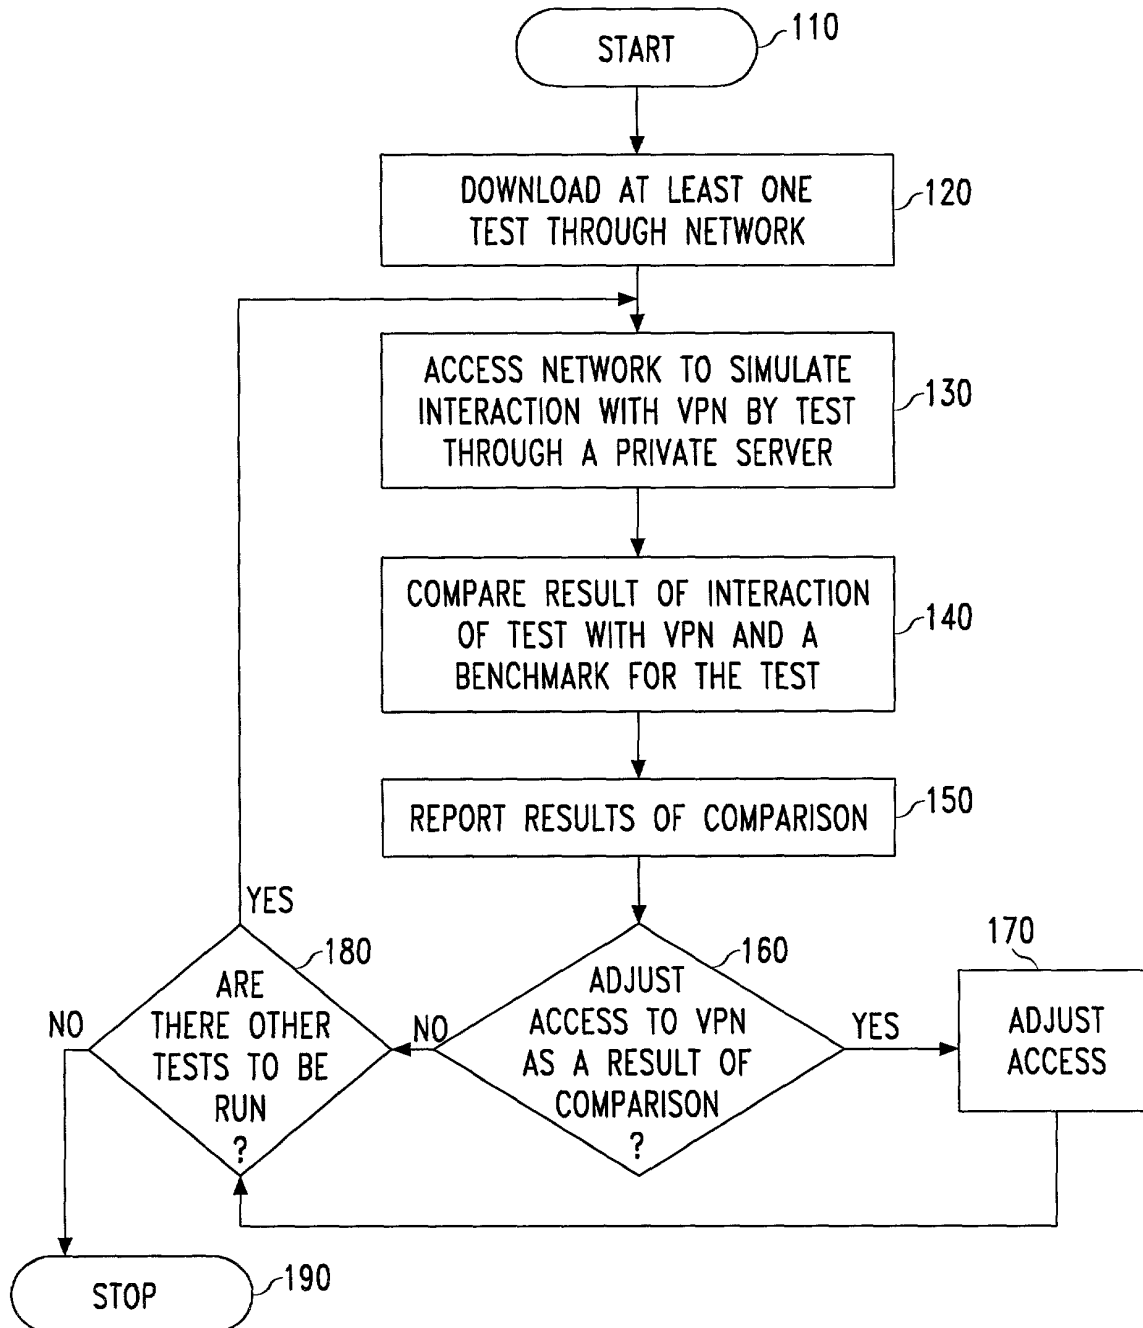 START
110
DOWNLOAD AT LEAST ONE
TEST THROUGH NETWORK
120
ACCESS NETWORK TO SIMULATE
INTERACTION WITH VPN BY TEST
THROUGH A PRIVATE SERVER
130
COMPARE RESULT OF INTERACTION
OF TEST WITH VPN AND A
BENCHMARK FOR THE TEST
140
REPORT RESULTS OF COMPARISON
150
ADJUST
ACCESS TO VPN
AS A RESULT OF
COMPARISON
?
160
YES
ADJUST
ACCESS
170
NO
ARE
THERE OTHER
TESTS TO BE
RUN
?
180
YES
NO
STOP
190